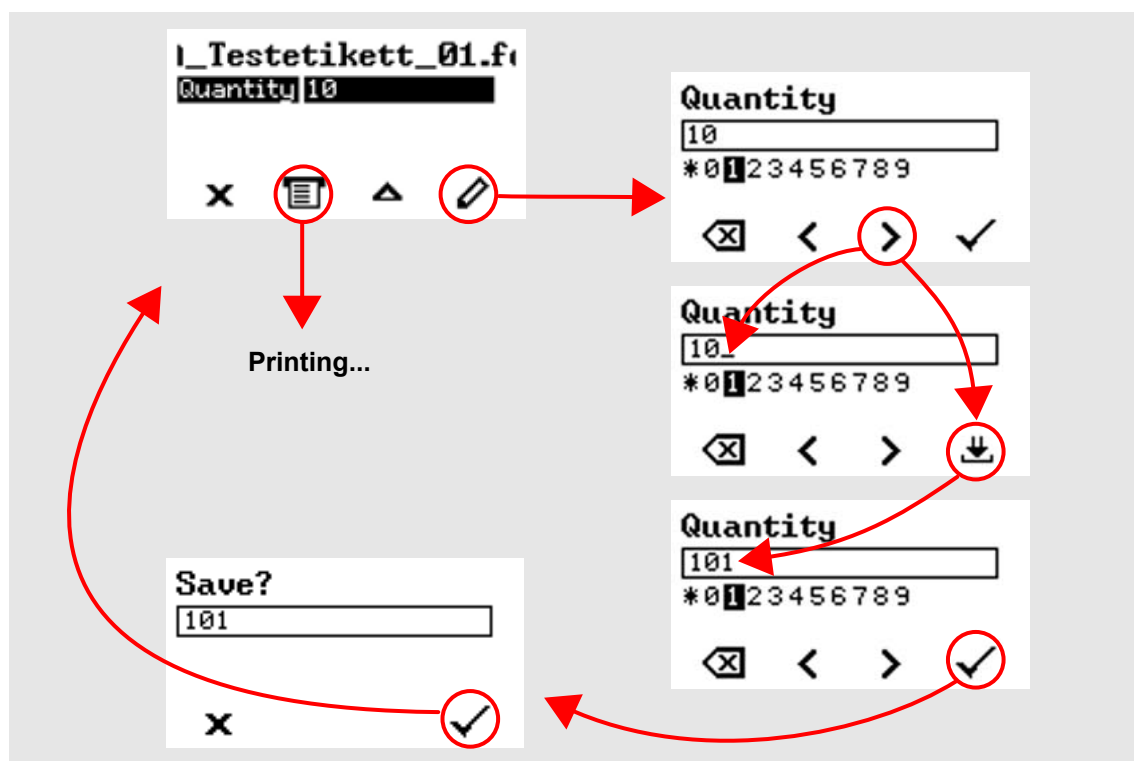 _Testetikett_01.f
Quantity 10
Printing...
Quantity
10
*0123456789
Quantity
10_
*0123456789
Quantity
101
*0123456789
Save?
101